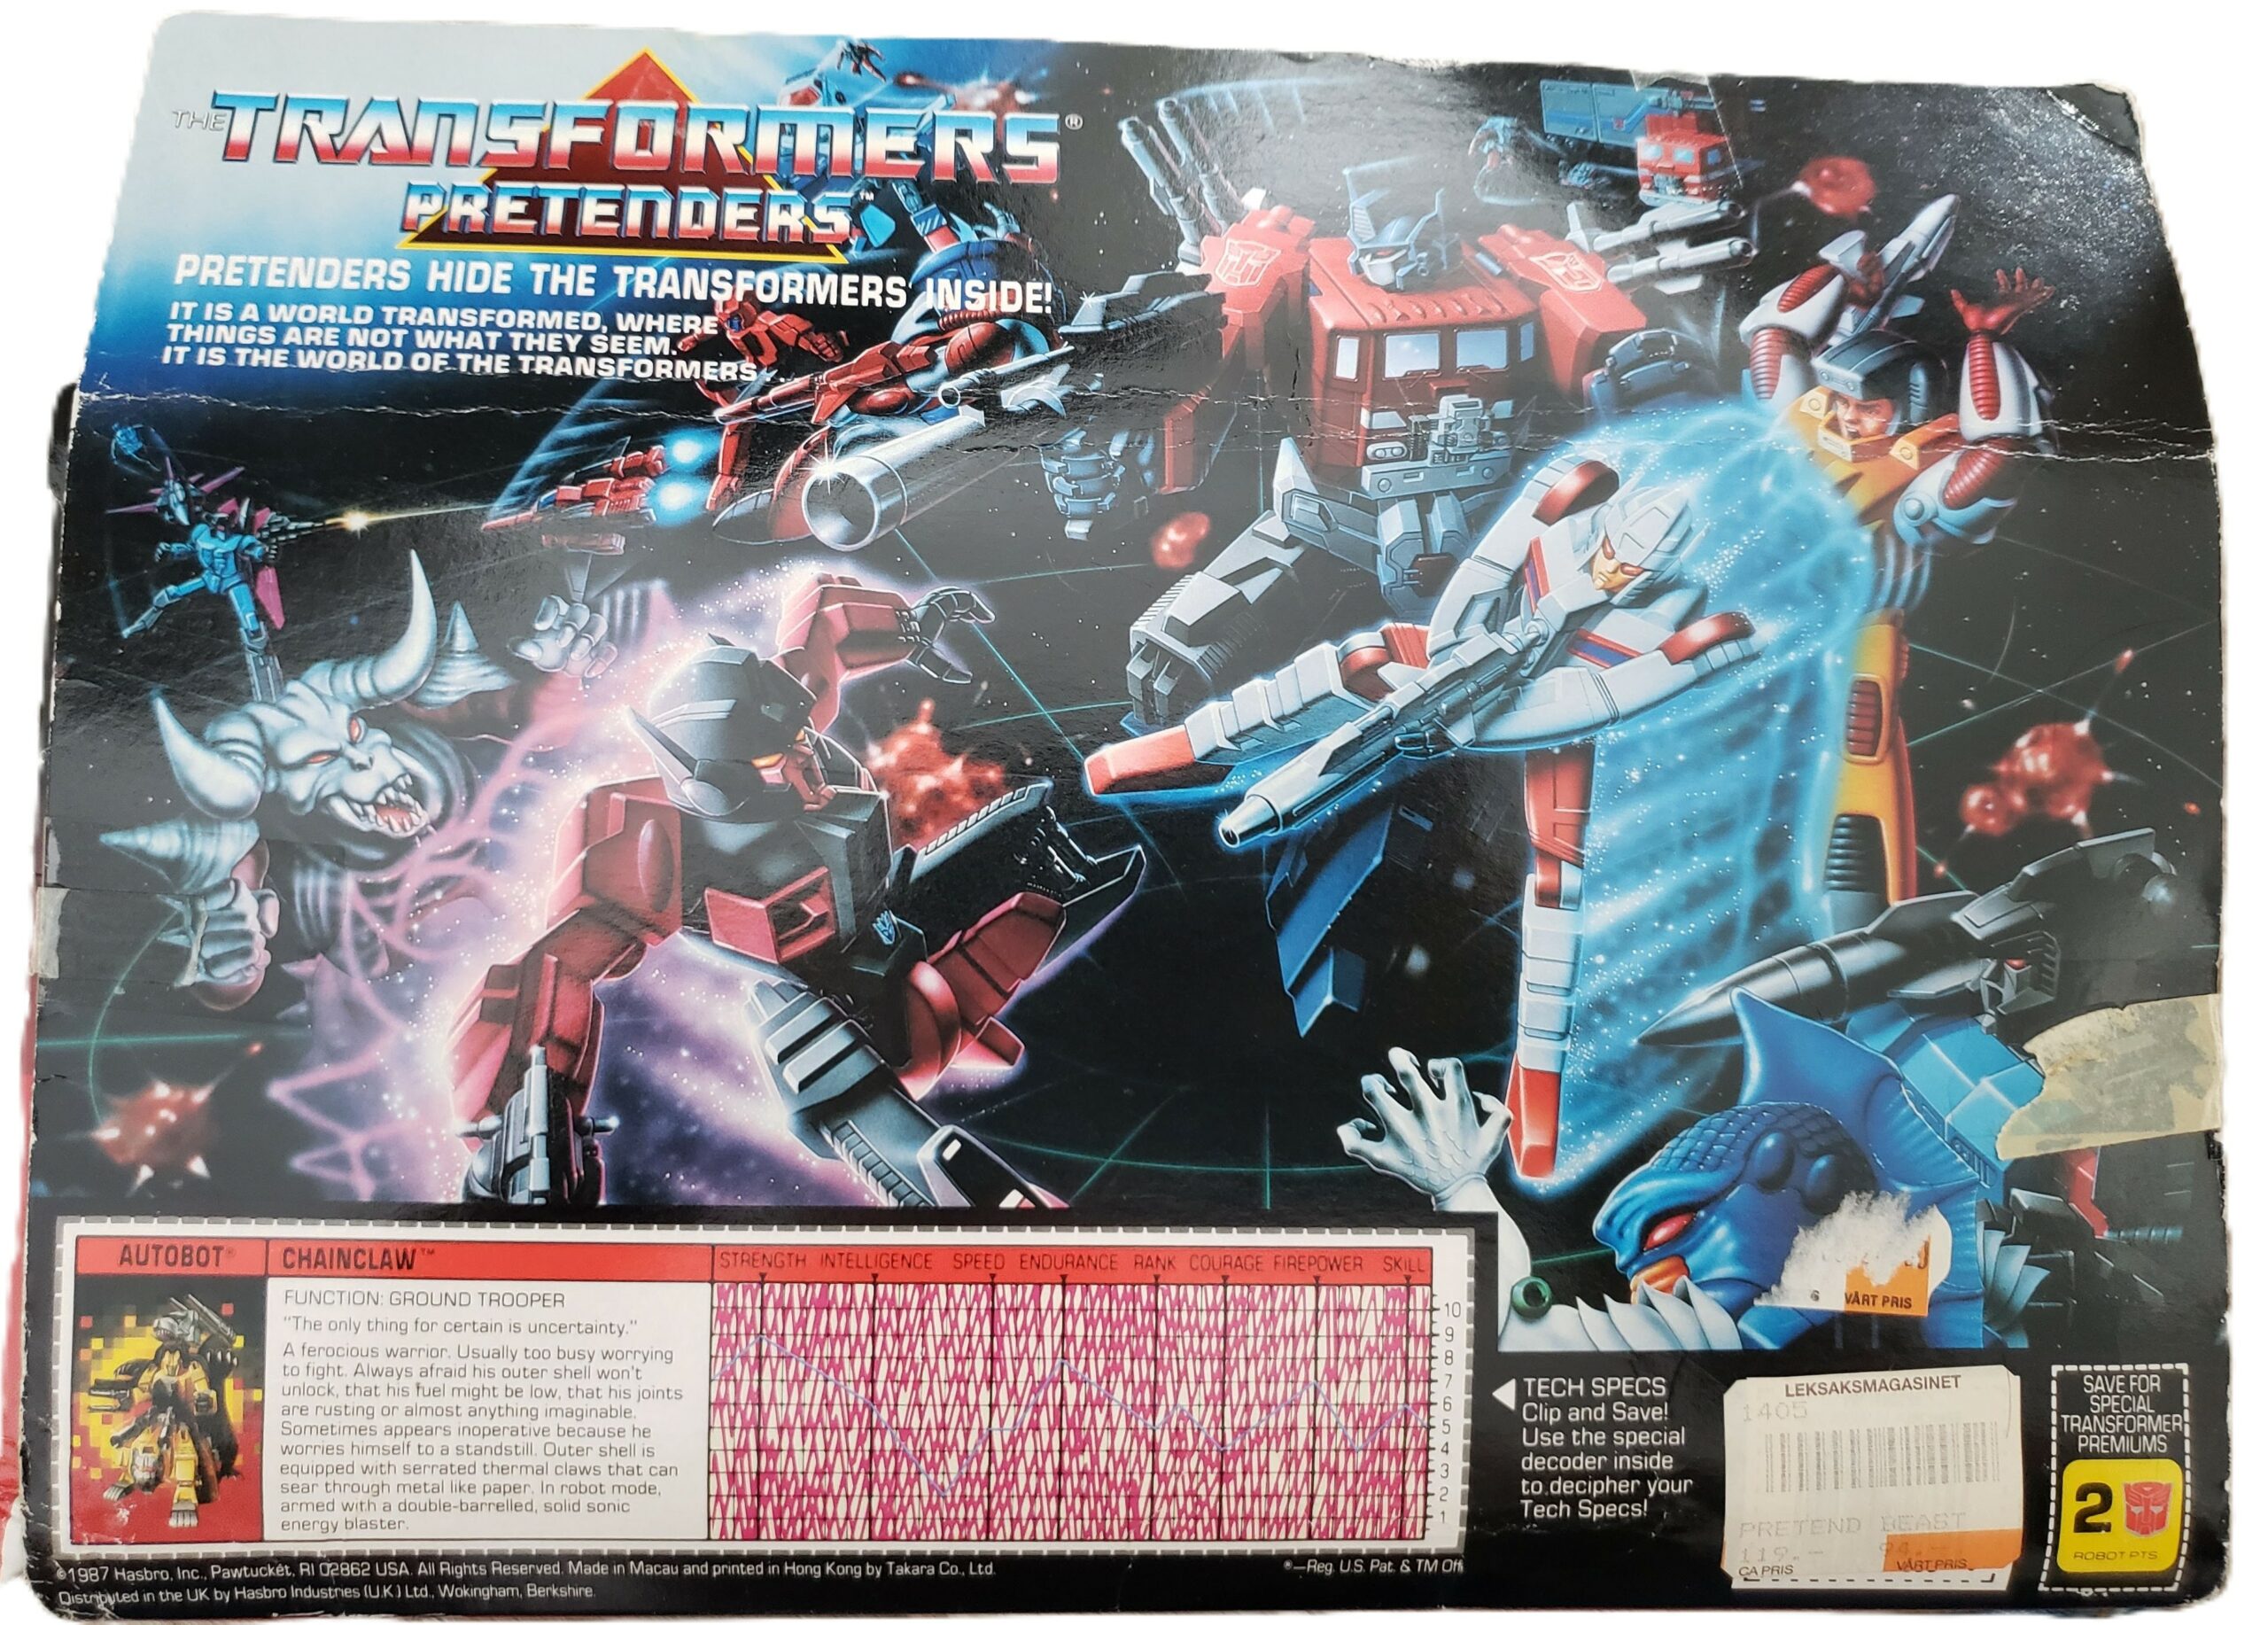 THE TRANSFORMERS®
PRETENDERS™
PRETENDERS HIDE THE TRANSFORMERS INSIDE!
IT IS A WORLD TRANSFORMED, WHERE
THINGS ARE NOT WHAT THEY SEEM.
IT IS THE WORLD OF THE TRANSFORMERS...
AUTOBOT®
CHAINCLAW™
STRENGTH INTELLIGENCE SPEED ENDURANCE RANK COURAGE FIREPOWER SKILL
FUNCTION: GROUND TROOPER
"The only thing for certain is uncertainty."
A ferocious warrior. Usually too busy worrying
to fight. Always afraid his outer shell won't
unlock, that his fuel might be low, that his joints
are rusting or almost anything imaginable.
Sometimes appears inoperative because he
worries himself to a standstill. Outer shell is
equipped with serrated thermal claws that can
sear through metal like paper. In robot mode,
armed with a double-barrelled, solid sonic
energy blaster.
10
9
8
7
6
5
4
3
2
1
TECH SPECS
Clip and Save!
Use the special
decoder inside
to decipher your
Tech Specs!
6 VÅRT PRIS
LEKSAKSMAGASINET
1405
PRETEND BEAST
119.-
CA PRIS
VÅRT PRIS
SAVE FOR
SPECIAL
TRANSFORMER
PREMIUMS
2
ROBOT PTS
©1987 Hasbro, Inc., Pawtucket, RI 02862 USA. All Rights Reserved. Made in Macau and printed in Hong Kong by Takara Co., Ltd.
®—Reg. U.S. Pat. & TM Off
Distributed in the UK by Hasbro Industries (U.K.) Ltd., Wokingham, Berkshire.